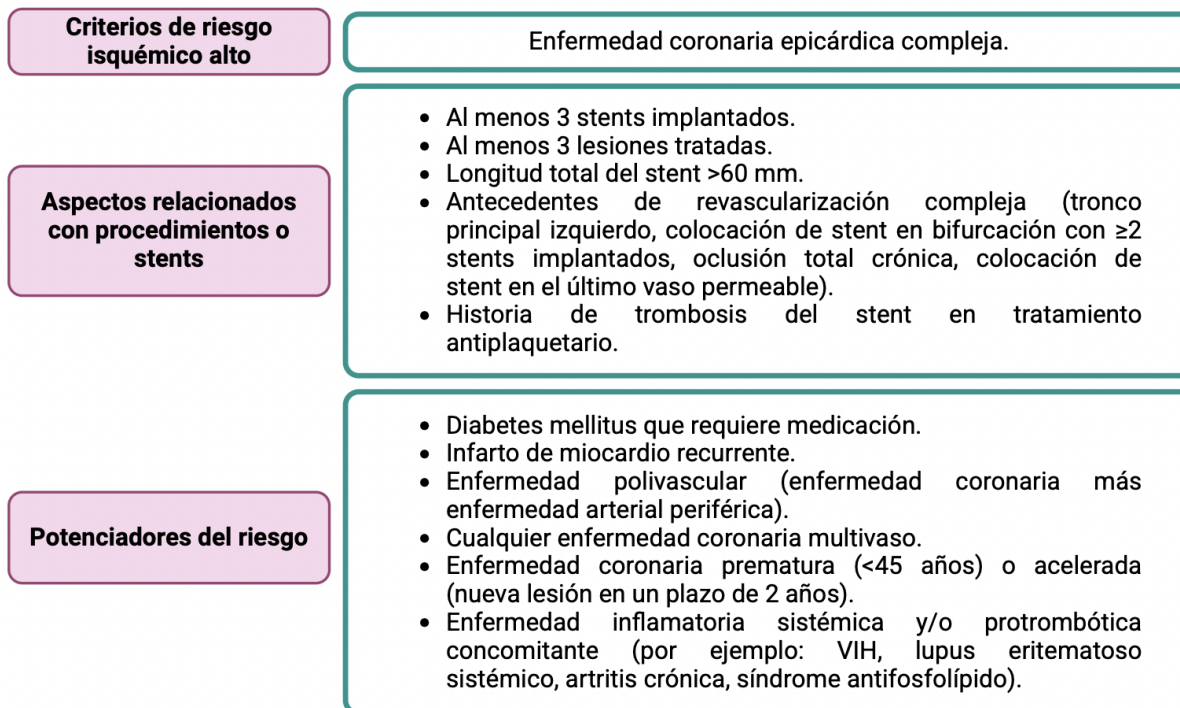 Criterios de riesgo
isquémico alto
Enfermedad coronaria epicárdica compleja.
Aspectos relacionados
con procedimientos o
stents
• Al menos 3 stents implantados.
• Al menos 3 lesiones tratadas.
• Longitud total del stent >60 mm.
• Antecedentes de revascularización compleja (tronco
principal izquierdo, colocación de stent en bifurcación con ≥2
stents implantados, oclusión total crónica, colocación de
stent en el último vaso permeable).
• Historia de trombosis del stent en tratamiento
antiplaquetario.
Potenciadores del riesgo
• Diabetes mellitus que requiere medicación.
• Infarto de miocardio recurrente.
• Enfermedad polivascular (enfermedad coronaria más
enfermedad arterial periférica).
• Cualquier enfermedad coronaria multivaso.
• Enfermedad coronaria prematura (<45 años) o acelerada
(nueva lesión en un plazo de 2 años).
• Enfermedad inflamatoria sistémica y/o protrombótica
concomitante (por ejemplo: VIH, lupus eritematoso
sistémico, artritis crónica, síndrome antifosfolípido).